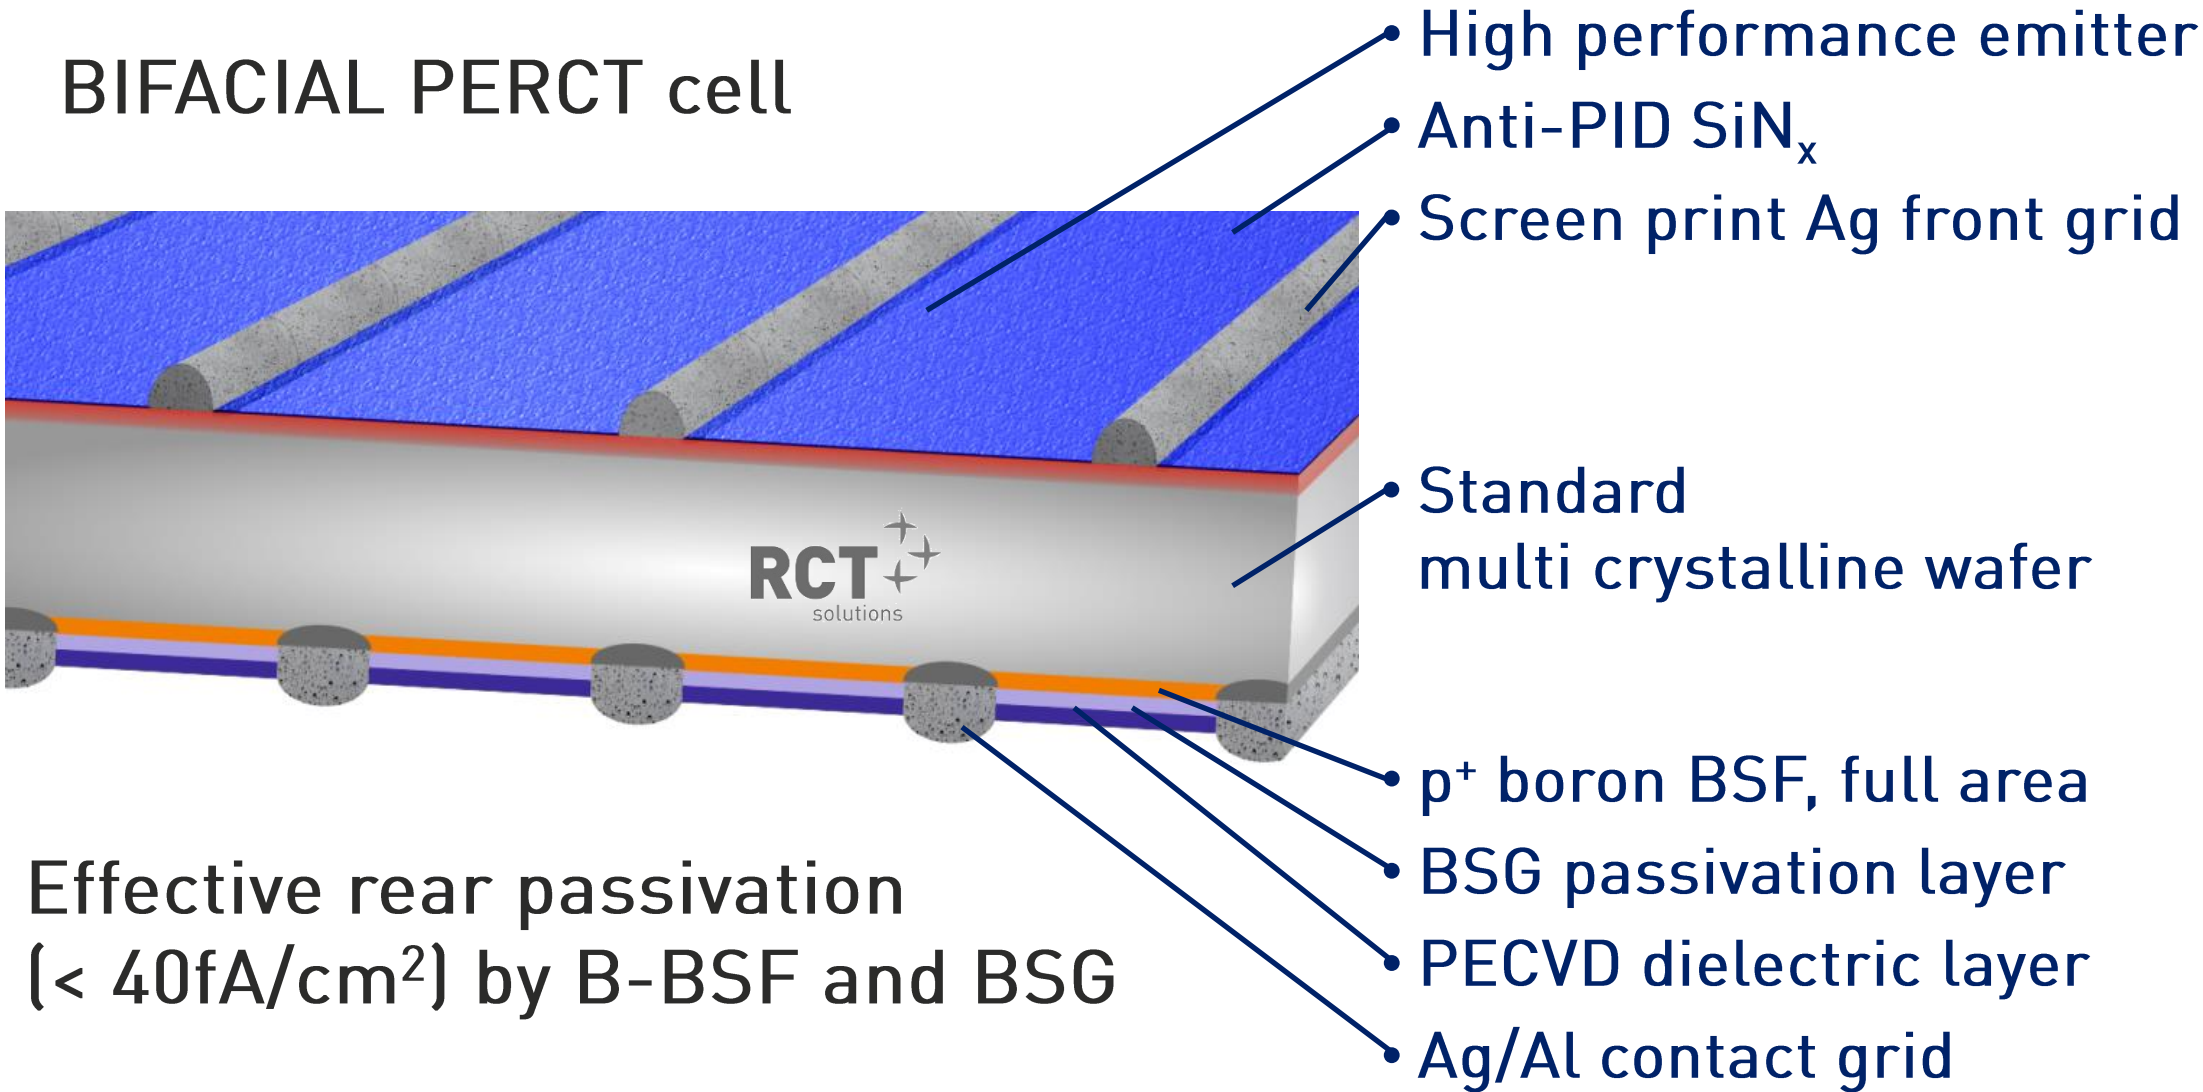 BIFACIAL PERCT cell
High performance emitter
Anti-PID SiNₓ
Screen print Ag front grid
Standard
multi crystalline wafer
RCT
solutions
p⁺ boron BSF, full area
BSG passivation layer
PECVD dielectric layer
Ag/Al contact grid
Effective rear passivation
(< 40fA/cm²) by B-BSF and BSG